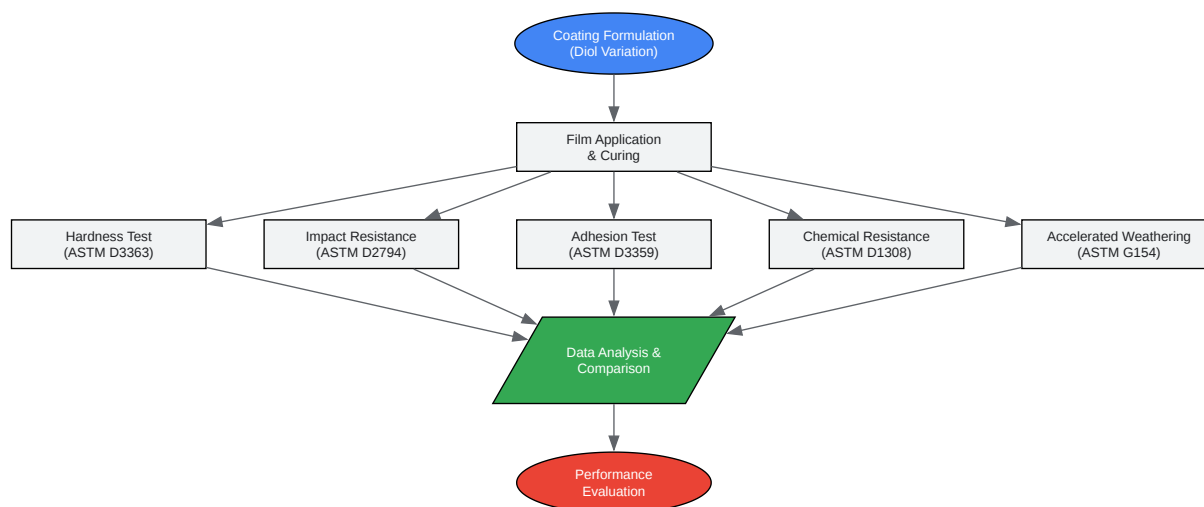 Coating Formulation
(Diol Variation)
Film Application
& Curing
Hardness Test
(ASTM D3363)
Impact Resistance
(ASTM D2794)
Adhesion Test
(ASTM D3359)
Chemical Resistance
(ASTM D1308)
Accelerated Weathering
(ASTM G154)
Data Analysis &
Comparison
Performance
Evaluation